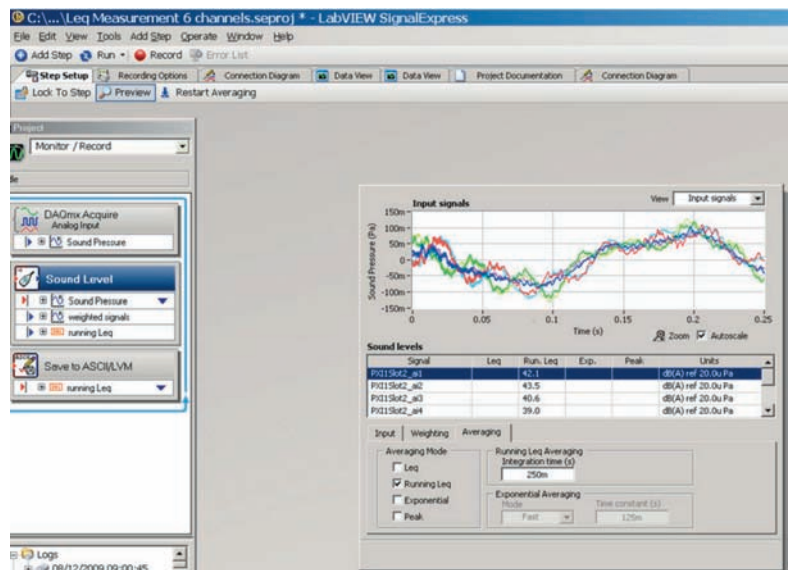 C:\...\Leq Measurement 6 channels.seproj * - LabVIEW SignalExpress
File Edit View Tools Add Step Operate Window Help
Add Step Run Record Error List
Step Setup Recording Options Connection Diagram Data View Data View Project Documentation Connection Diagram
Lock To Step Preview Restart Averaging
Project
Monitor / Record
DAQmx Acquire
Analog Input
Sound Pressure
Sound Level
Sound Pressure
weighted signals
running Leq
Save to ASCII/LVM
running Leq
Logs
08/12/2009 09:00:45
Input signals
View Input signals
Sound Pressure (Pa)
150m
100m
50m
0
-50m
-100m
-150m
0 0.05 0.1 0.15 0.2 0.25
Time (s)
Zoom Autoscale
Sound levels
Signal Leq Run. Leq Exp. Peak Units
PXI1Slot2_ai1 42.1 dB(A) ref 20.0u Pa
PXI1Slot2_ai2 43.5 dB(A) ref 20.0u Pa
PXI1Slot2_ai3 40.6 dB(A) ref 20.0u Pa
PXI1Slot2_ai4 39.0 dB(A) ref 20.0u Pa
Input Weighting Averaging
Averaging Mode
Leq
Running Leq
Exponential
Peak
Running Leq Averaging
Integration time (s)
250m
Exponential Averaging
Mode Time constant (s)
Fast 125m